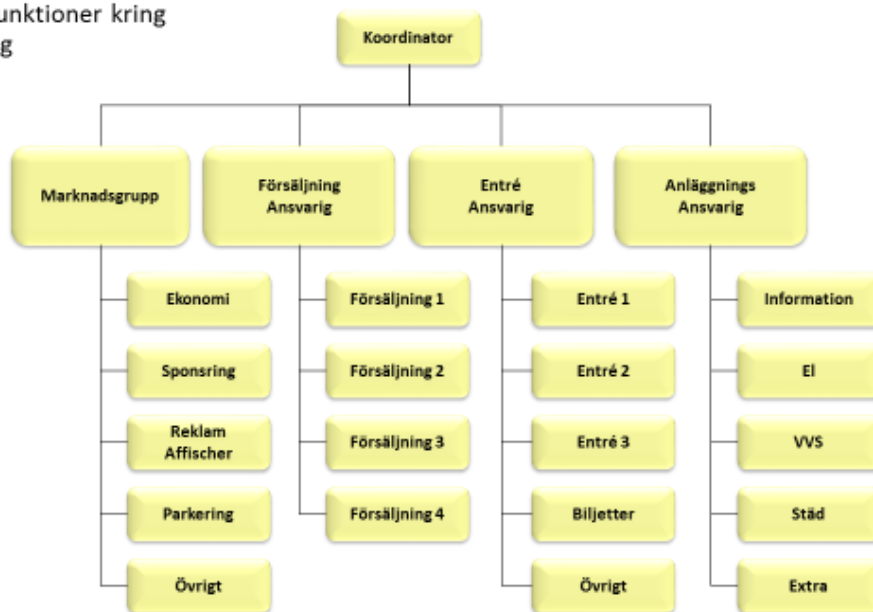 unktioner kring
g
Koordinator
Marknadsgrupp
Försäljning
Ansvarig
Entré
Ansvarig
Anläggnings
Ansvarig
Ekonomi
Försäljning 1
Entré 1
Information
Sponsring
Försäljning 2
Entré 2
El
Reklam
Affischer
Försäljning 3
Entré 3
VVS
Parkering
Försäljning 4
Biljetter
Städ
Övrigt
Övrigt
Extra